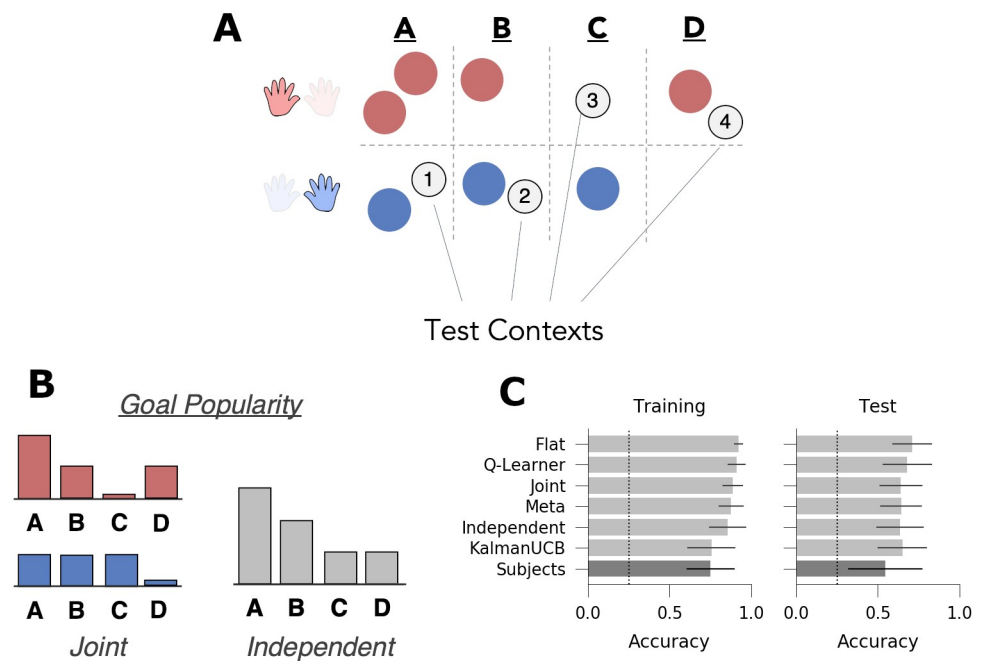 A
A B C D
3
4
1
2
Test Contexts
B
Goal Popularity
A B C D
A B C D
Joint
A B C D
Independent
C
Training
Test
Flat
Q-Learner
Joint
Meta
Independent
KalmanUCB
Subjects
0.0 0.5 1.0
Accuracy
0.0 0.5 1.0
Accuracy